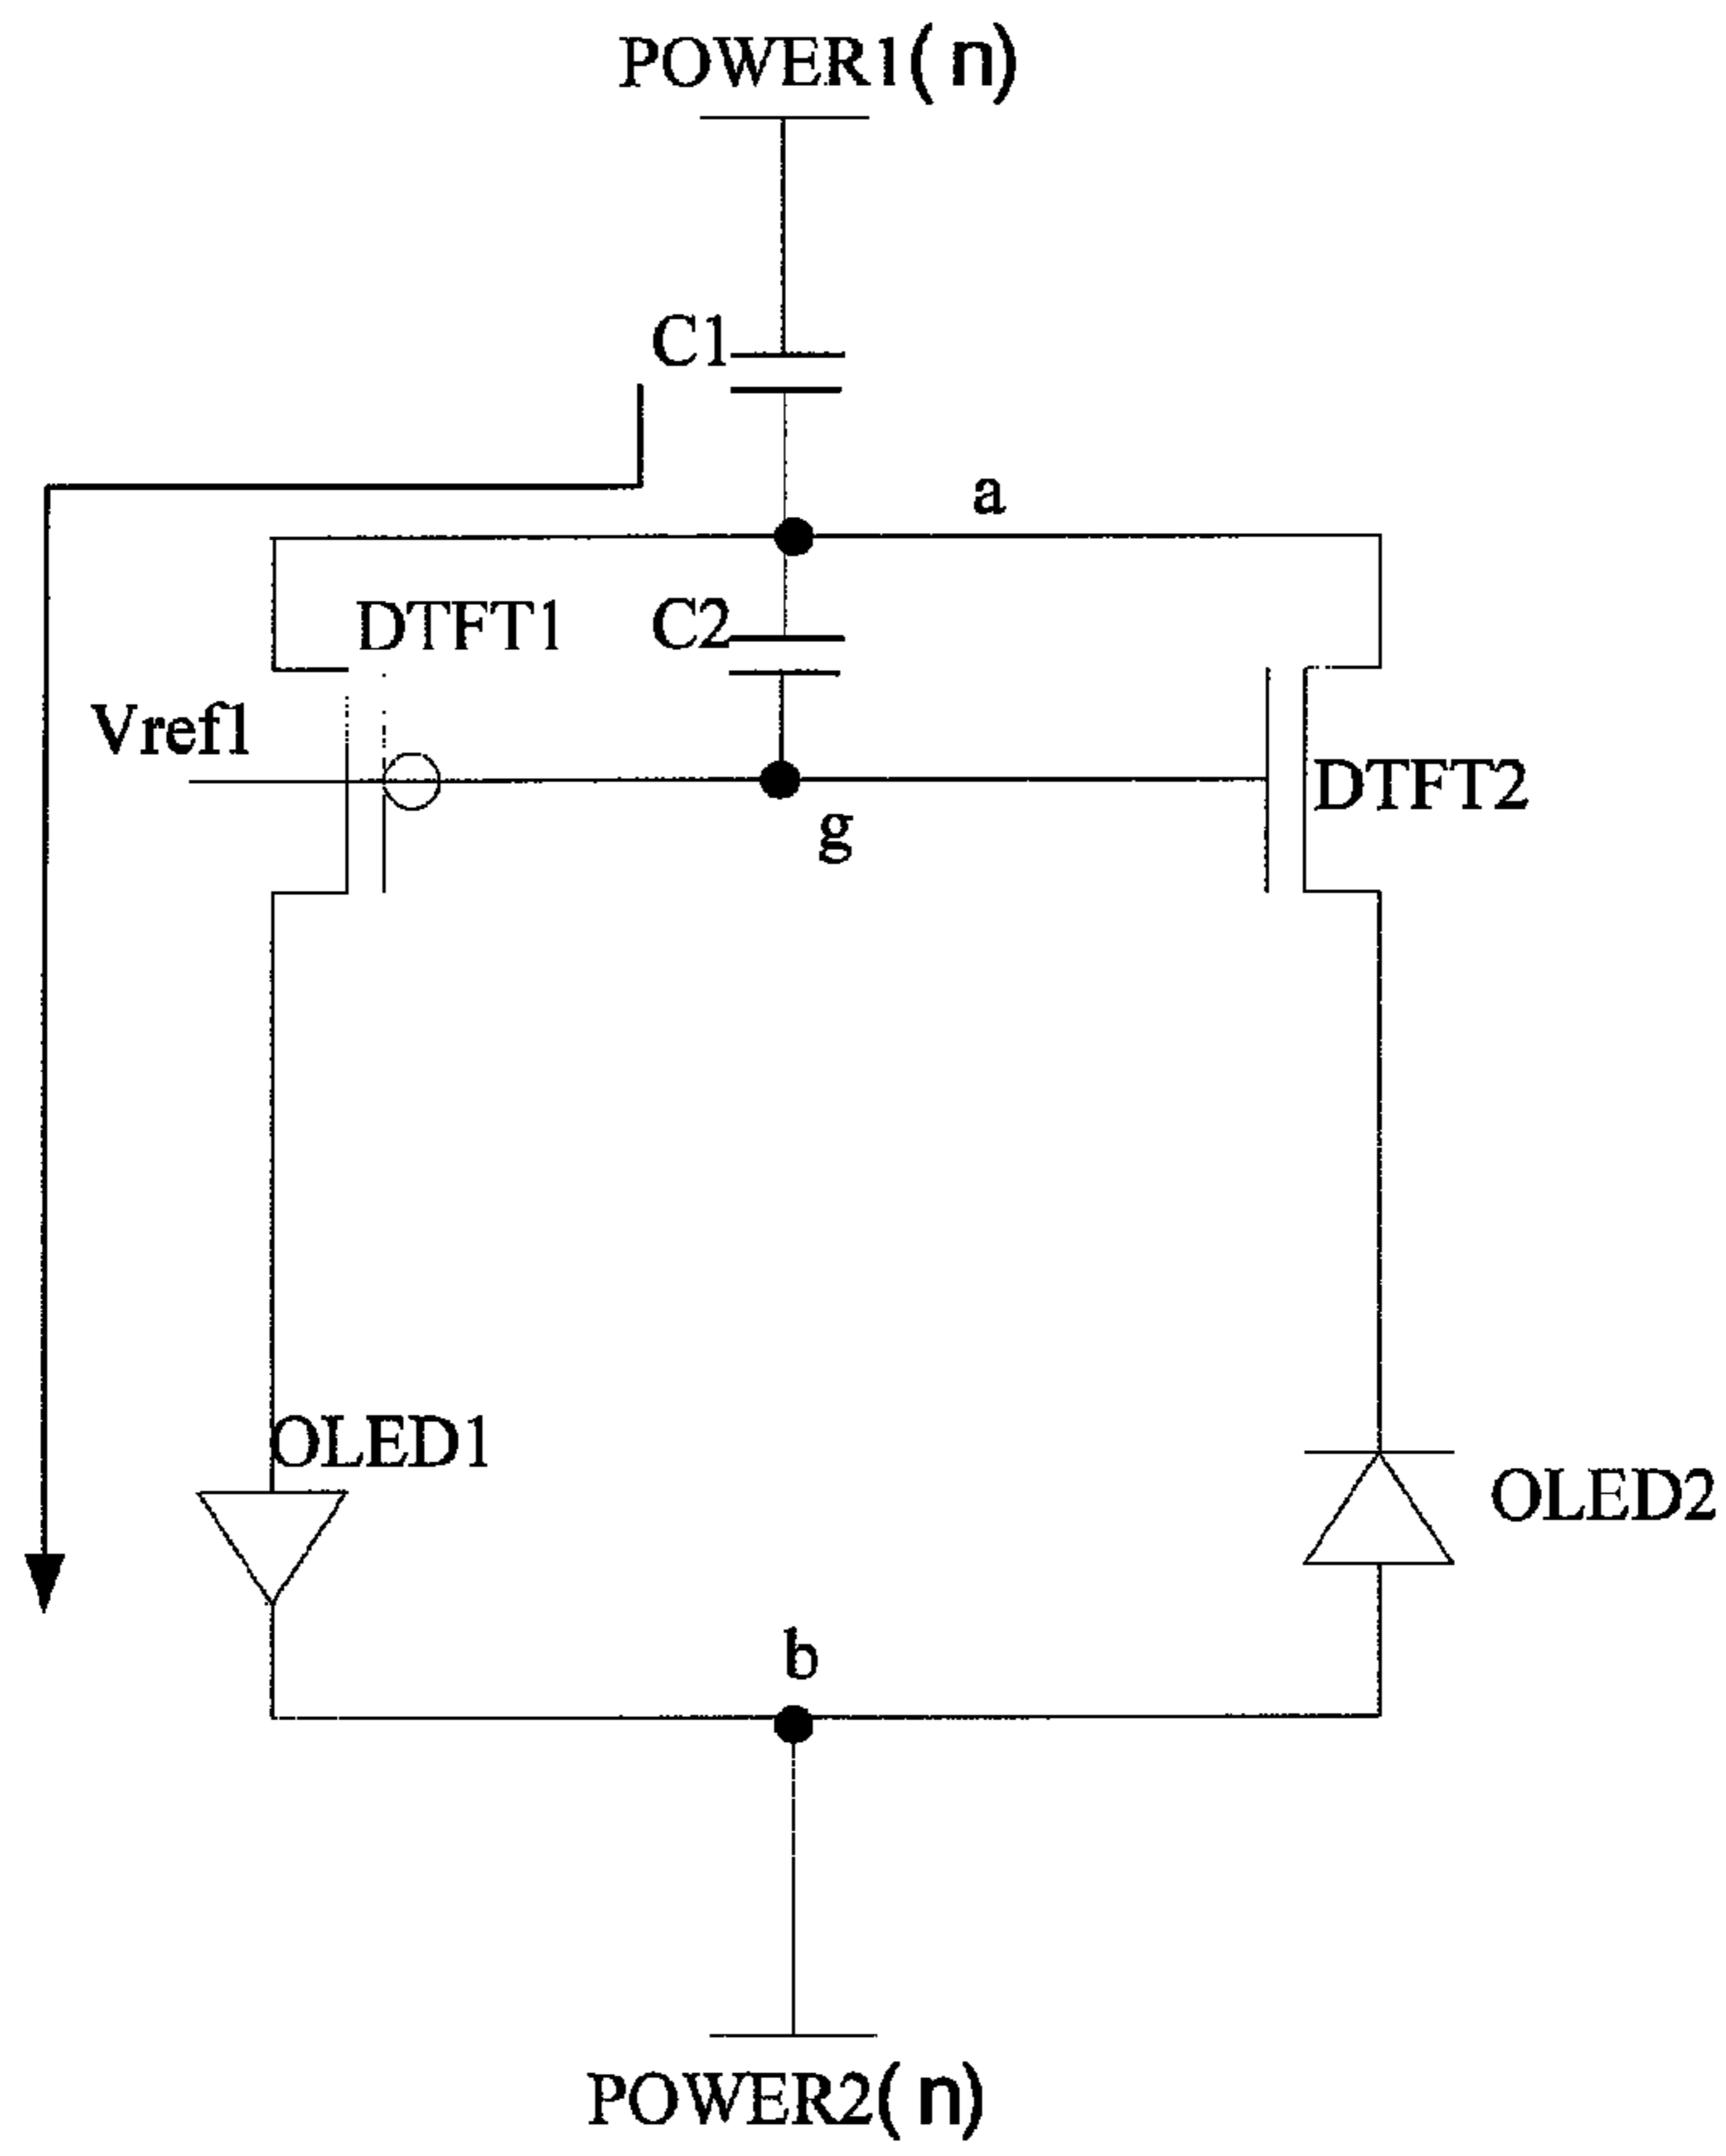 POWER1(n)
C1
a
DTFT1
C2
Vref1
DTFT2
g
OLED1
OLED2
b
POWER2(n)